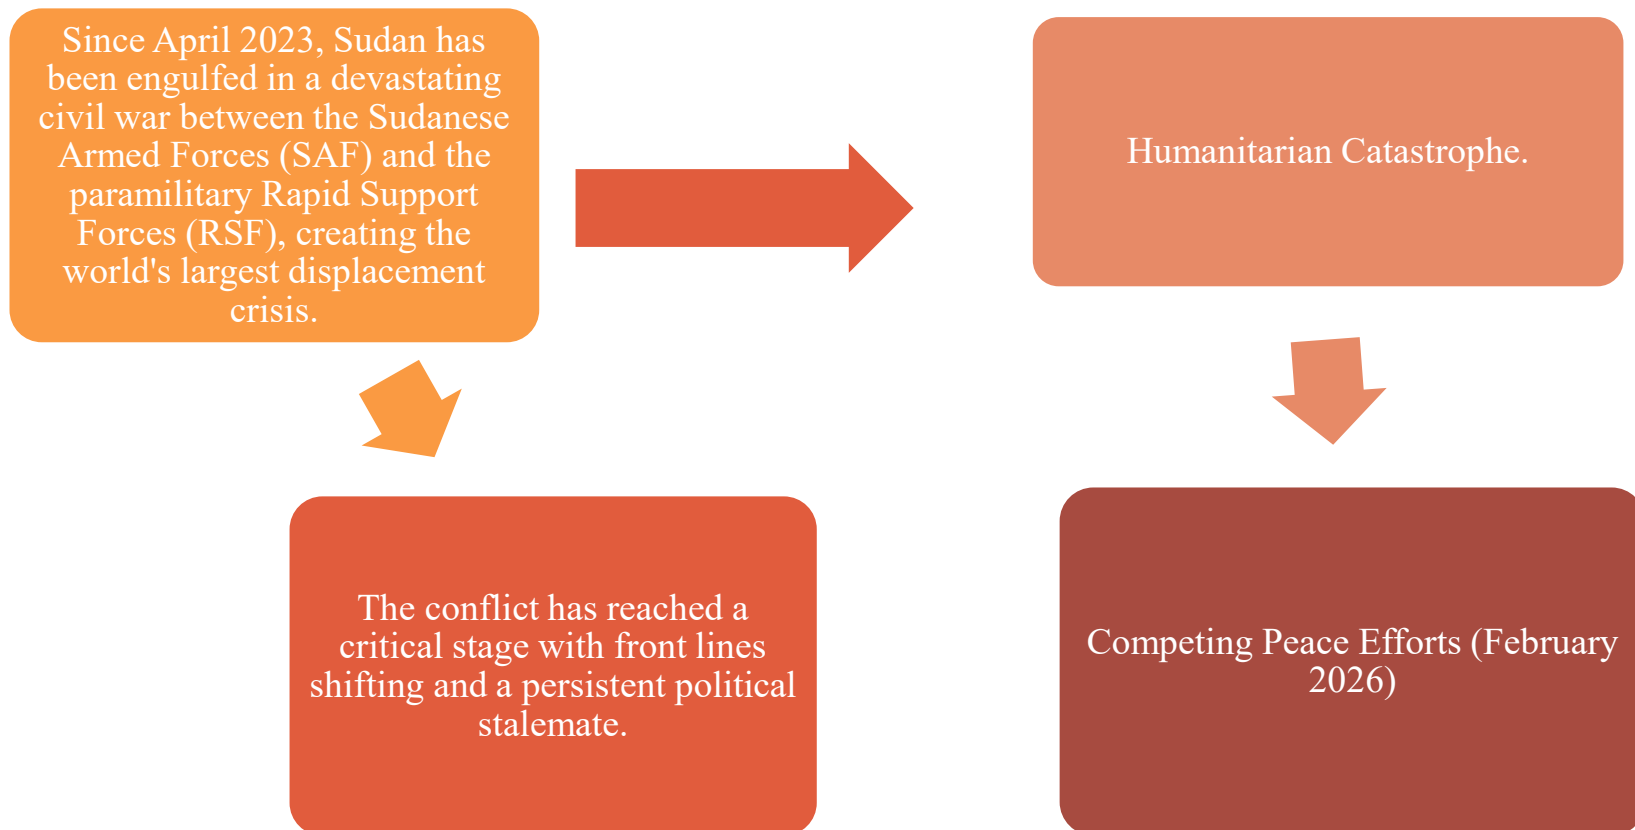 Since April 2023, Sudan has
been engulfed in a devastating
civil war between the Sudanese
Armed Forces (SAF) and the
paramilitary Rapid Support
Forces (RSF), creating the
world's largest displacement
crisis.
Humanitarian Catastrophe.
The conflict has reached a
critical stage with front lines
shifting and a persistent political
stalemate.
Competing Peace Efforts (February
2026)